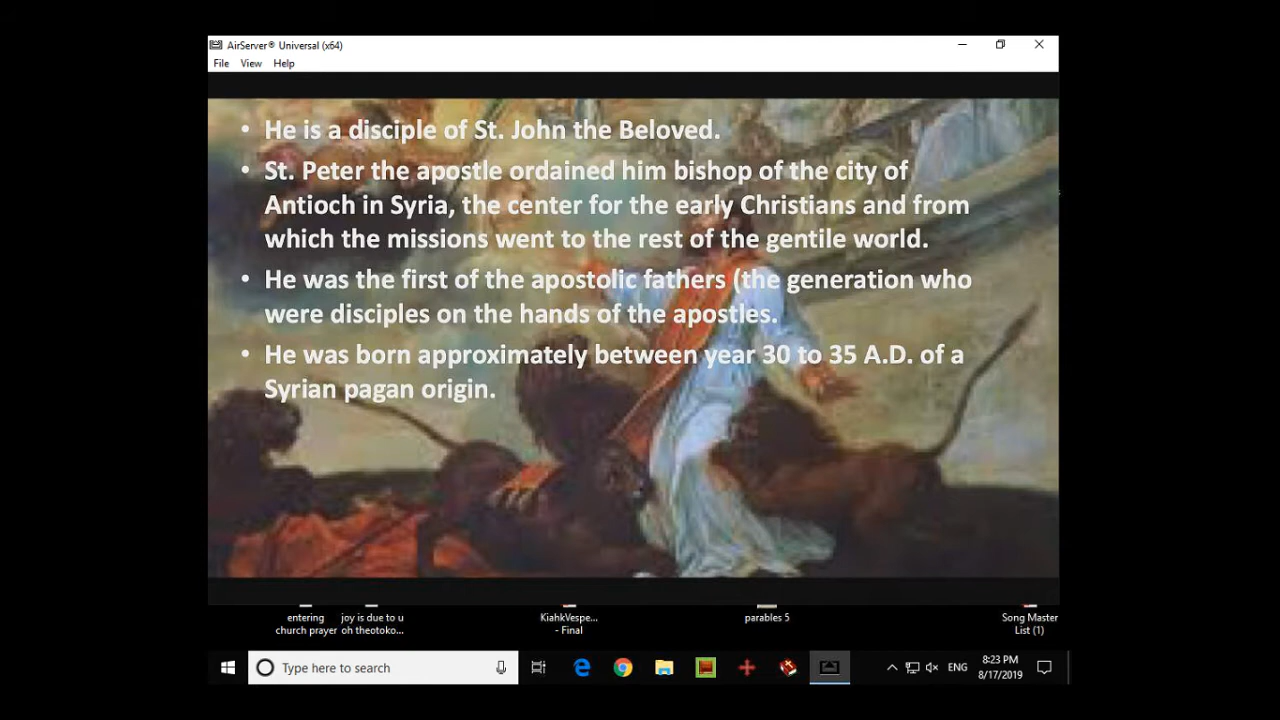 AirServer® Universal (x64)
File View Help
• He is a disciple of St. John the Beloved.
• St. Peter the apostle ordained him bishop of the city of
Antioch in Syria, the center for the early Christians and from
which the missions went to the rest of the gentile world.
• He was the first of the apostolic fathers (the generation who
were disciples on the hands of the apostles.
• He was born approximately between year 30 to 35 A.D. of a
Syrian pagan origin.
entering joy is due to u KiahkVespe... parables 5 Song Master
church prayer oh theotoko... - Final List (1)
Type here to search
ENG
8:23 PM
8/17/2019